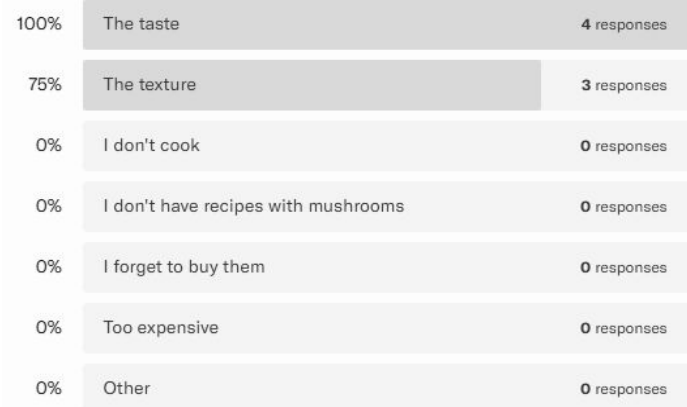 100% The taste 4 responses
75% The texture 3 responses
0% I don't cook 0 responses
0% I don't have recipes with mushrooms 0 responses
0% I forget to buy them 0 responses
0% Too expensive 0 responses
0% Other 0 responses